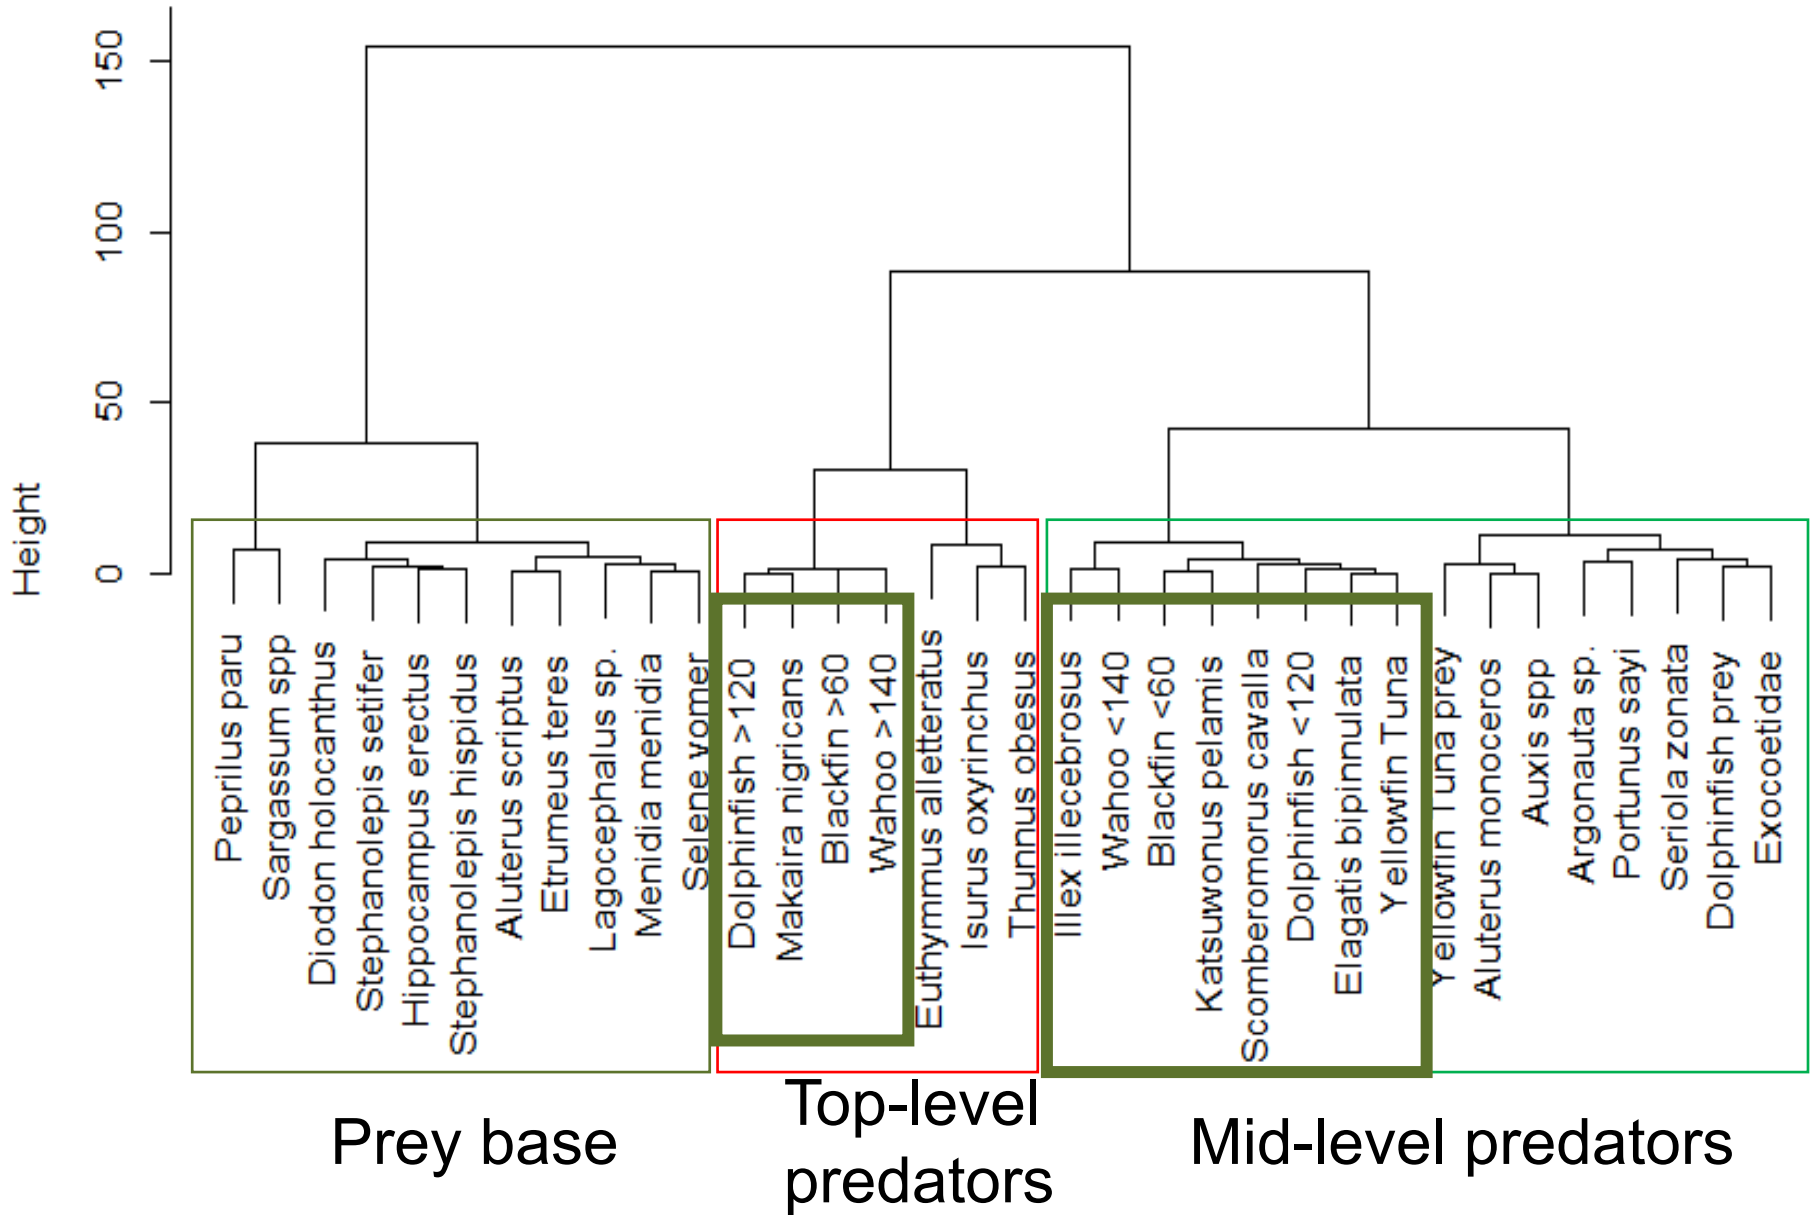 150
100
50
0
Height
Peprilus paru
Sargassum spp
Diodon holocanthus
Stephanolepis setifer
Hippocampus erectus
Stephanolepis hispidus
Aluterus scriptus
Etrumeus teres
Lagocephalus sp.
Menidia menidia
Selene vomer
Dolphinfish >120
Makaira nigricans
Blackfin >60
Wahoo >140
Euthymmus alletteratus
Isurus oxyrinchus
Thunnus obesus
Illex illecebrosus
Wahoo <140
Blackfin <60
Katsuwonus pelamis
Scomberomorus cavalla
Dolphinfish <120
Elagatis bipinnulata
Yellowfin Tuna
Yellowfin Tuna prey
Aluterus monoceros
Auxis spp
Argonauta sp.
Portunus sayi
Seriola zonata
Dolphinfish prey
Exocoetidae
Prey base
Top-level
predators
Mid-level predators